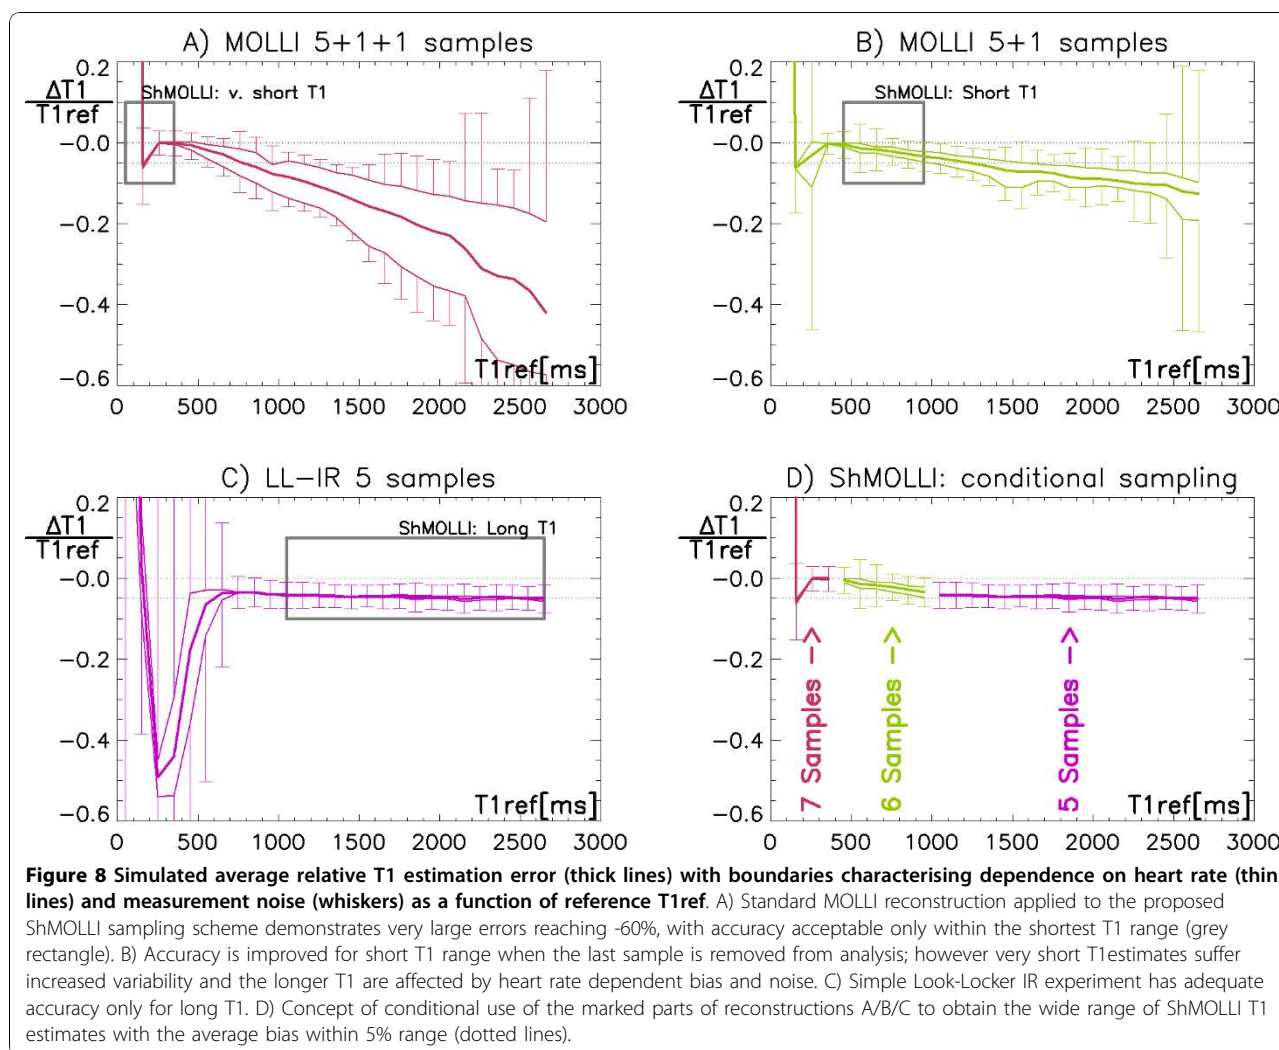 A) MOLLI 5+1+1 samples
0.2
ΔT1
T1ref
ShMOLLI: v. short T1
-0.0
-0.2
-0.4
-0.6
T1ref[ms]
0 500 1000 1500 2000 2500 3000
B) MOLLI 5+1 samples
0.2
ΔT1
T1ref
ShMOLLI: Short T1
-0.0
-0.2
-0.4
-0.6
T1ref[ms]
0 500 1000 1500 2000 2500 3000
C) LL-IR 5 samples
0.2
ΔT1
T1ref
ShMOLLI: Long T1
-0.0
-0.2
-0.4
-0.6
T1ref[ms]
0 500 1000 1500 2000 2500 3000
D) ShMOLLI: conditional sampling
0.2
ΔT1
T1ref
-0.0
-0.2
-0.4
-0.6
7 Samples -->
6 Samples -->
5 Samples -->
T1ref[ms]
0 500 1000 1500 2000 2500 3000
Figure 8 Simulated average relative T1 estimation error (thick lines) with boundaries characterising dependence on heart rate (thin
lines) and measurement noise (whiskers) as a function of reference T1ref. A) Standard MOLLI reconstruction applied to the proposed
ShMOLLI sampling scheme demonstrates very large errors reaching -60%, with accuracy acceptable only within the shortest T1 range (grey
rectangle). B) Accuracy is improved for short T1 range when the last sample is removed from analysis; however very short T1estimates suffer
increased variability and the longer T1 are affected by heart rate dependent bias and noise. C) Simple Look-Locker IR experiment has adequate
accuracy only for long T1. D) Concept of conditional use of the marked parts of reconstructions A/B/C to obtain the wide range of ShMOLLI T1
estimates with the average bias within 5% range (dotted lines).